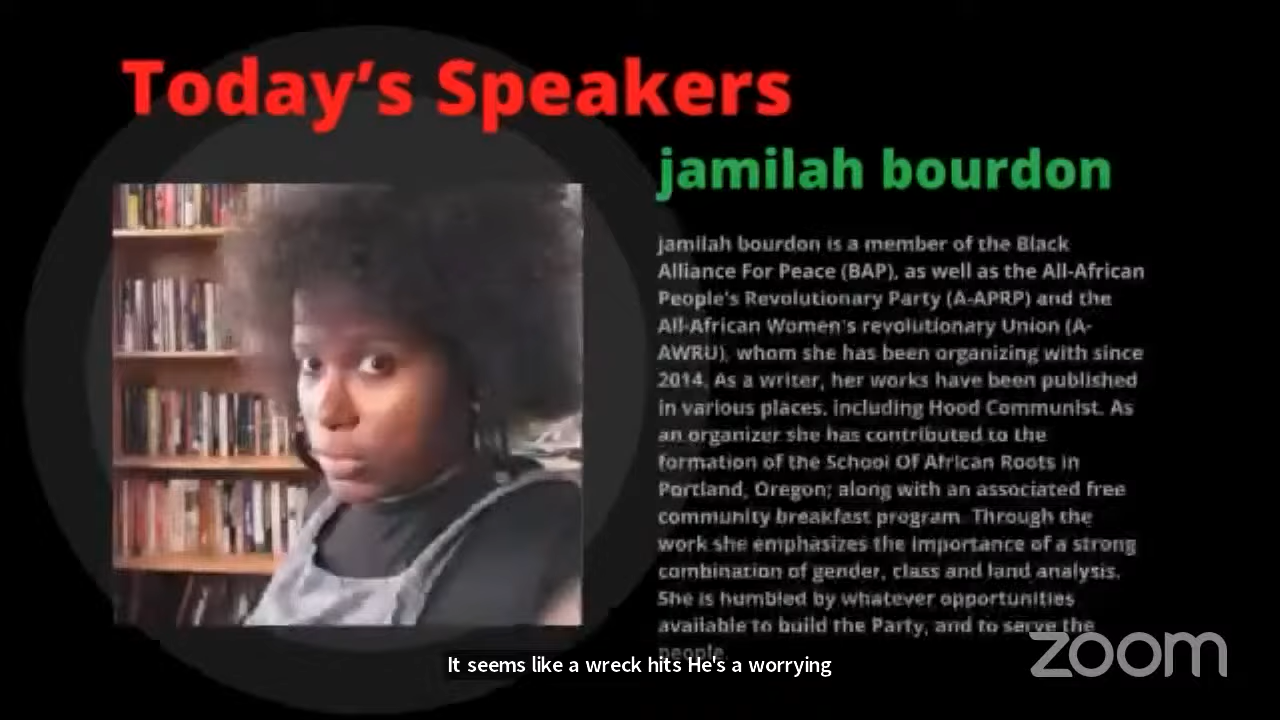 Today's Speakers
jamilah bourdon
jamilah bourdon is a member of the Black
Alliance For Peace (BAP), as well as the All-African
People's Revolutionary Party (A-APRP) and the
All-African Women's revolutionary Union (A-
AWRU), whom she has been organizing with since
2014. As a writer, her works have been published
in various places, including Hood Communist. As
an organizer she has contributed to the
formation of the School Of African Roots in
Portland, Oregon; along with an associated free
community breakfast program. Through the
work she emphasizes the importance of a strong
combination of gender, class and land analysis.
She is humbled by whatever opportunities
available to build the Party, and to serve the
people.
It seems like a wreck hits He's a worrying
zoom